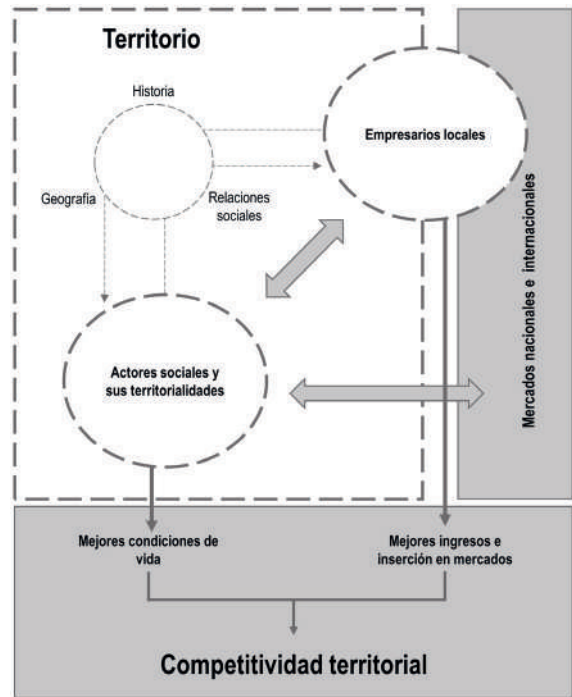 Territorio
Historia
Empresarios locales
Geografía
Relaciones
sociales
Mercados nacionales e internacionales
Actores sociales y
sus territorialidades
Mejores condiciones de
vida
Mejores ingresos e
inserción en mercados
Competitividad territorial